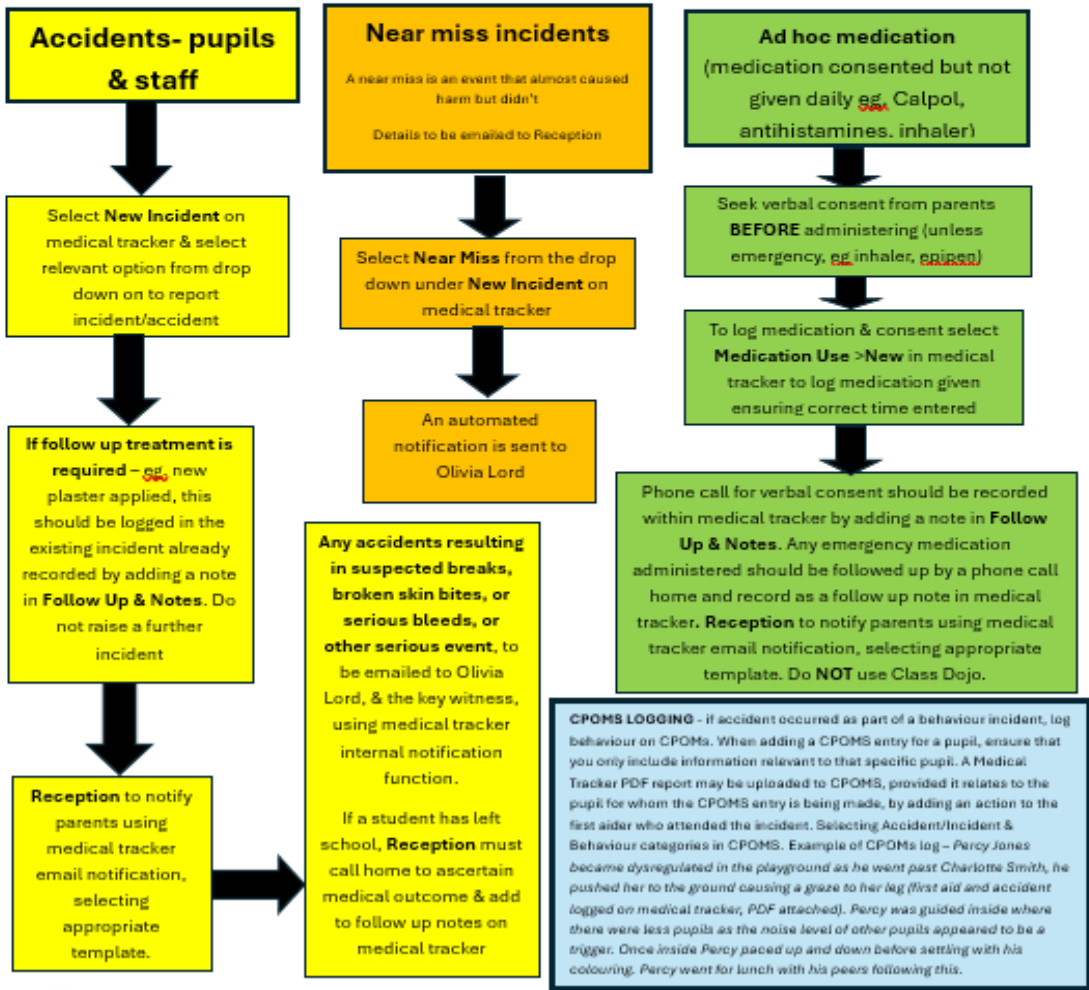 Accidents- pupils
& staff
Select New Incident on
medical tracker & select
relevant option from drop
down on to report
incident/accident
If follow up treatment is
required – eg, new
plaster applied, this
should be logged in the
existing incident already
recorded by adding a note
in Follow Up & Notes. Do
not raise a further
incident
Reception to notify
parents using
medical tracker
email notification,
selecting
appropriate
template.
Any accidents resulting
in suspected breaks,
broken skin bites, or
serious bleeds, or
other serious event, to
be emailed to Olivia
Lord, & the key witness,
using medical tracker
internal notification
function.
If a student has left
school, Reception must
call home to ascertain
medical outcome & add
to follow up notes on
medical tracker
Near miss incidents
A near miss is an event that almost caused
harm but didn't
Details to be emailed to Reception
Select Near Miss from the drop
down under New Incident on
medical tracker
An automated
notification is sent to
Olivia Lord
Ad hoc medication
(medication consented but not
given daily eg, Calpol,
antihistamines, inhaler)
Seek verbal consent from parents
BEFORE administering (unless
emergency, eg inhaler, epipen)
To log medication & consent select
Medication Use >New in medical
tracker to log medication given
ensuring correct time entered
Phone call for verbal consent should be recorded
within medical tracker by adding a note in Follow
Up & Notes. Any emergency medication
administered should be followed up by a phone call
home and record as a follow up note in medical
tracker. Reception to notify parents using medical
tracker email notification, selecting appropriate
template. Do NOT use Class Dojo.
CPOMS LOGGING - if accident occurred as part of a behaviour incident, log
behaviour on CPOMs. When adding a CPOMS entry for a pupil, ensure that
you only include information relevant to that specific pupil. A Medical
Tracker PDF report may be uploaded to CPOMS, provided it relates to the
pupil for whom the CPOMS entry is being made, by adding an action to the
first aider who attended the incident. Selecting Accident/Incident &
Behaviour categories in CPOMS. Example of CPOMs log – Percy Jones
became dysregulated in the playground as he went past Charlotte Smith, he
pushed her to the ground causing a graze to her leg (first aid and accident
logged on medical tracker, PDF attached). Percy was guided inside where
there were less pupils as the noise level of other pupils appeared to be a
trigger. Once inside Percy paced up and down before settling with his
colouring. Percy went for lunch with his peers following this.